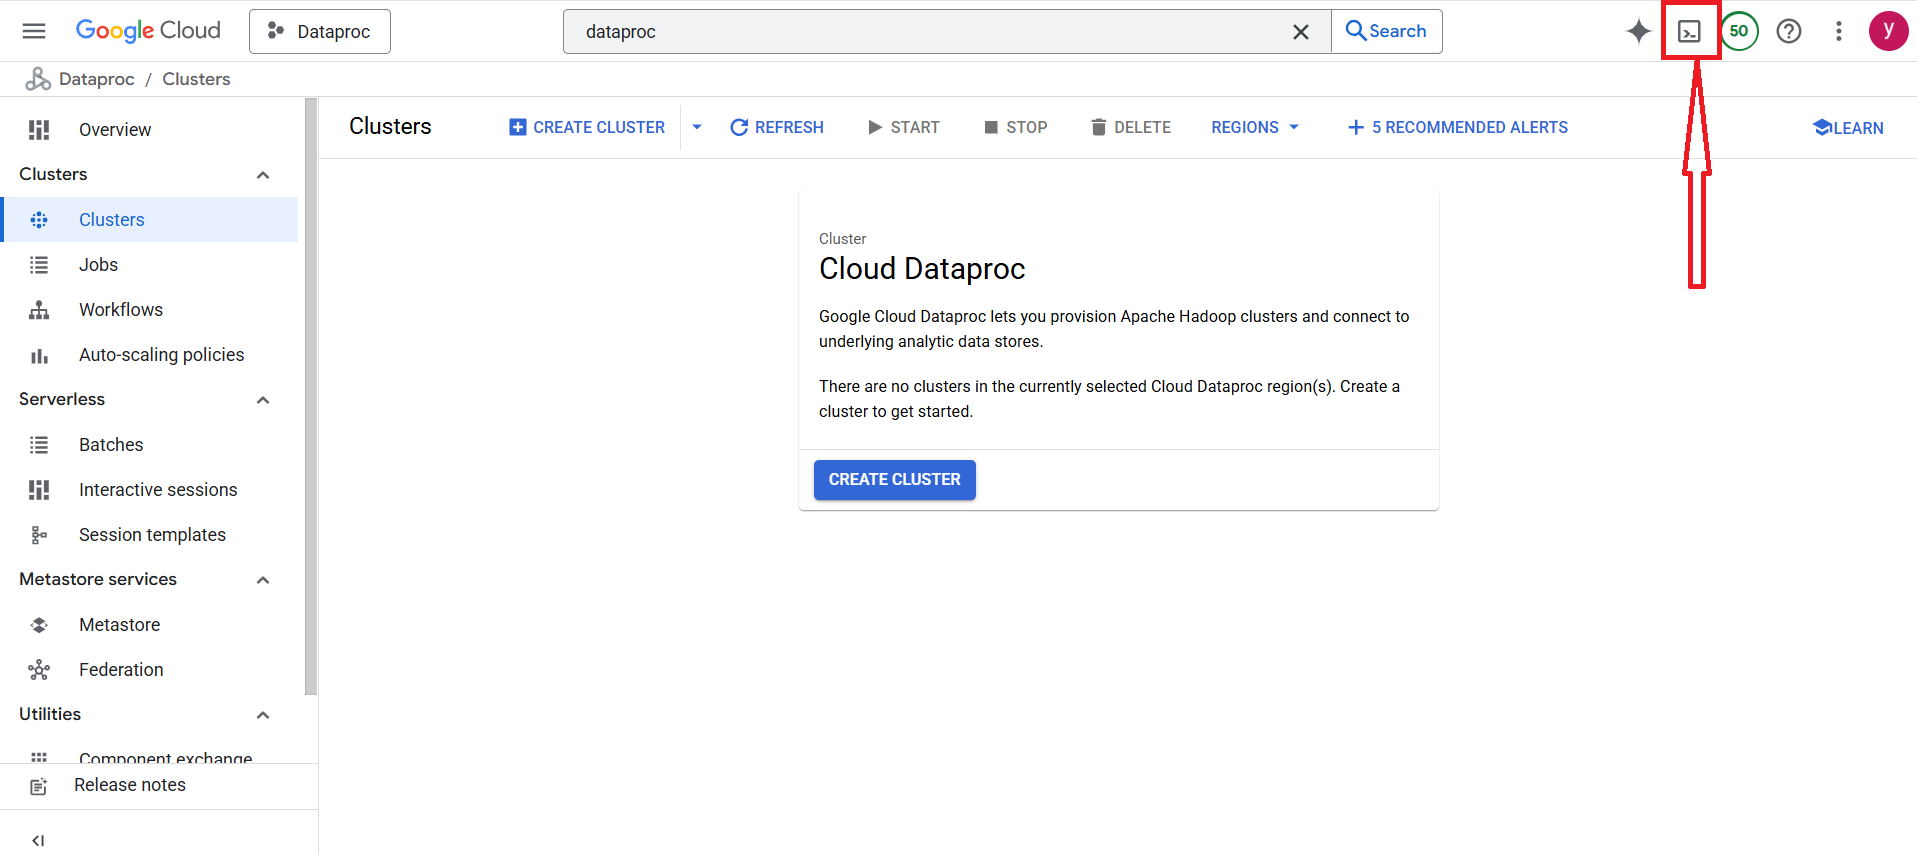 Google Cloud
Dataproc
dataproc
Search
50
y
Dataproc / Clusters
Overview
Clusters
Clusters
Jobs
Workflows
Auto-scaling policies
Serverless
Batches
Interactive sessions
Session templates
Metastore services
Metastore
Federation
Utilities
Component exchange
Release notes
Clusters
CREATE CLUSTER
REFRESH
START
STOP
DELETE
REGIONS
5 RECOMMENDED ALERTS
LEARN
Cluster
Cloud Dataproc
Google Cloud Dataproc lets you provision Apache Hadoop clusters and connect to
underlying analytic data stores.
There are no clusters in the currently selected Cloud Dataproc region(s). Create a
cluster to get started.
CREATE CLUSTER